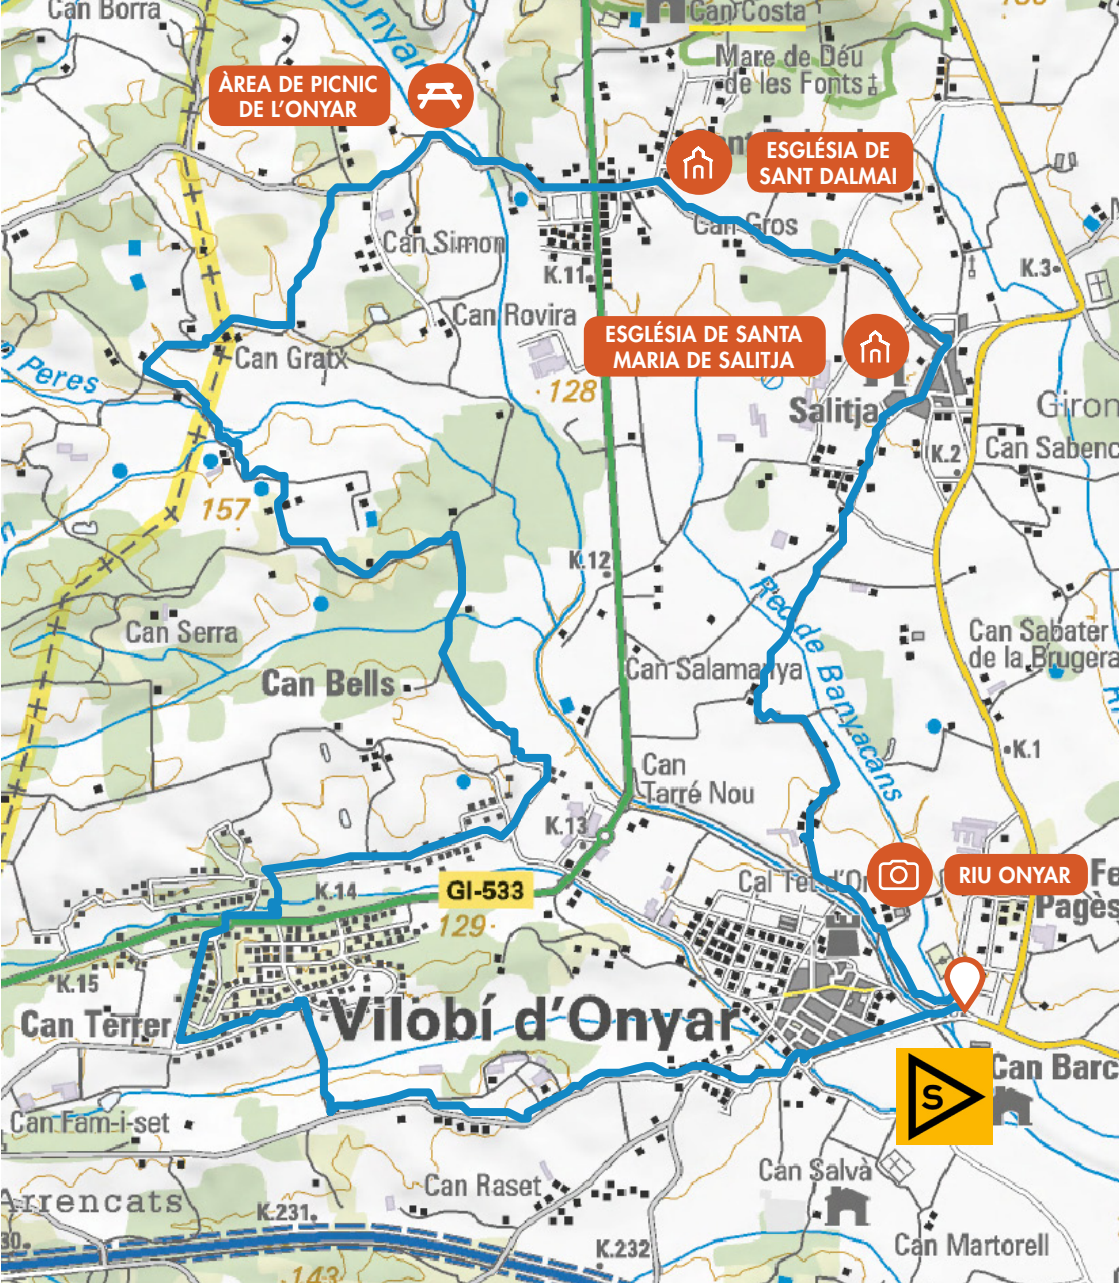 Can Borra
Onyar
Can Costa
Mare de Déu
de les Fonts
ÀREA DE PICNIC
DE L'ONYAR
ESGLÉSIA DE
SANT DALMAI
Can Gros
Can Simon
K.11
K.3
Can Rovira
ESGLÉSIA DE SANTA
MARIA DE SALITJA
Can Gratx
Peres
128
Salitja
Giron
K.2
Can Sabenc
157
K.12
Rec de Banyacans
Can Serra
Can Sabater
de la Brugera
Can Salamanya
Can Bells
K.1
Can
Tarré Nou
K.13
Cal Tet d'O
RIU ONYAR
Fe
Pagès
K.14
GI-533
129
K.15
Can Terrer
Vilobí d'Onyar
S
Can Barc
Can Fam-i-set
Can Salvà
Can Raset
Arrencats
K.231
30.
K.232
Can Martorell
143